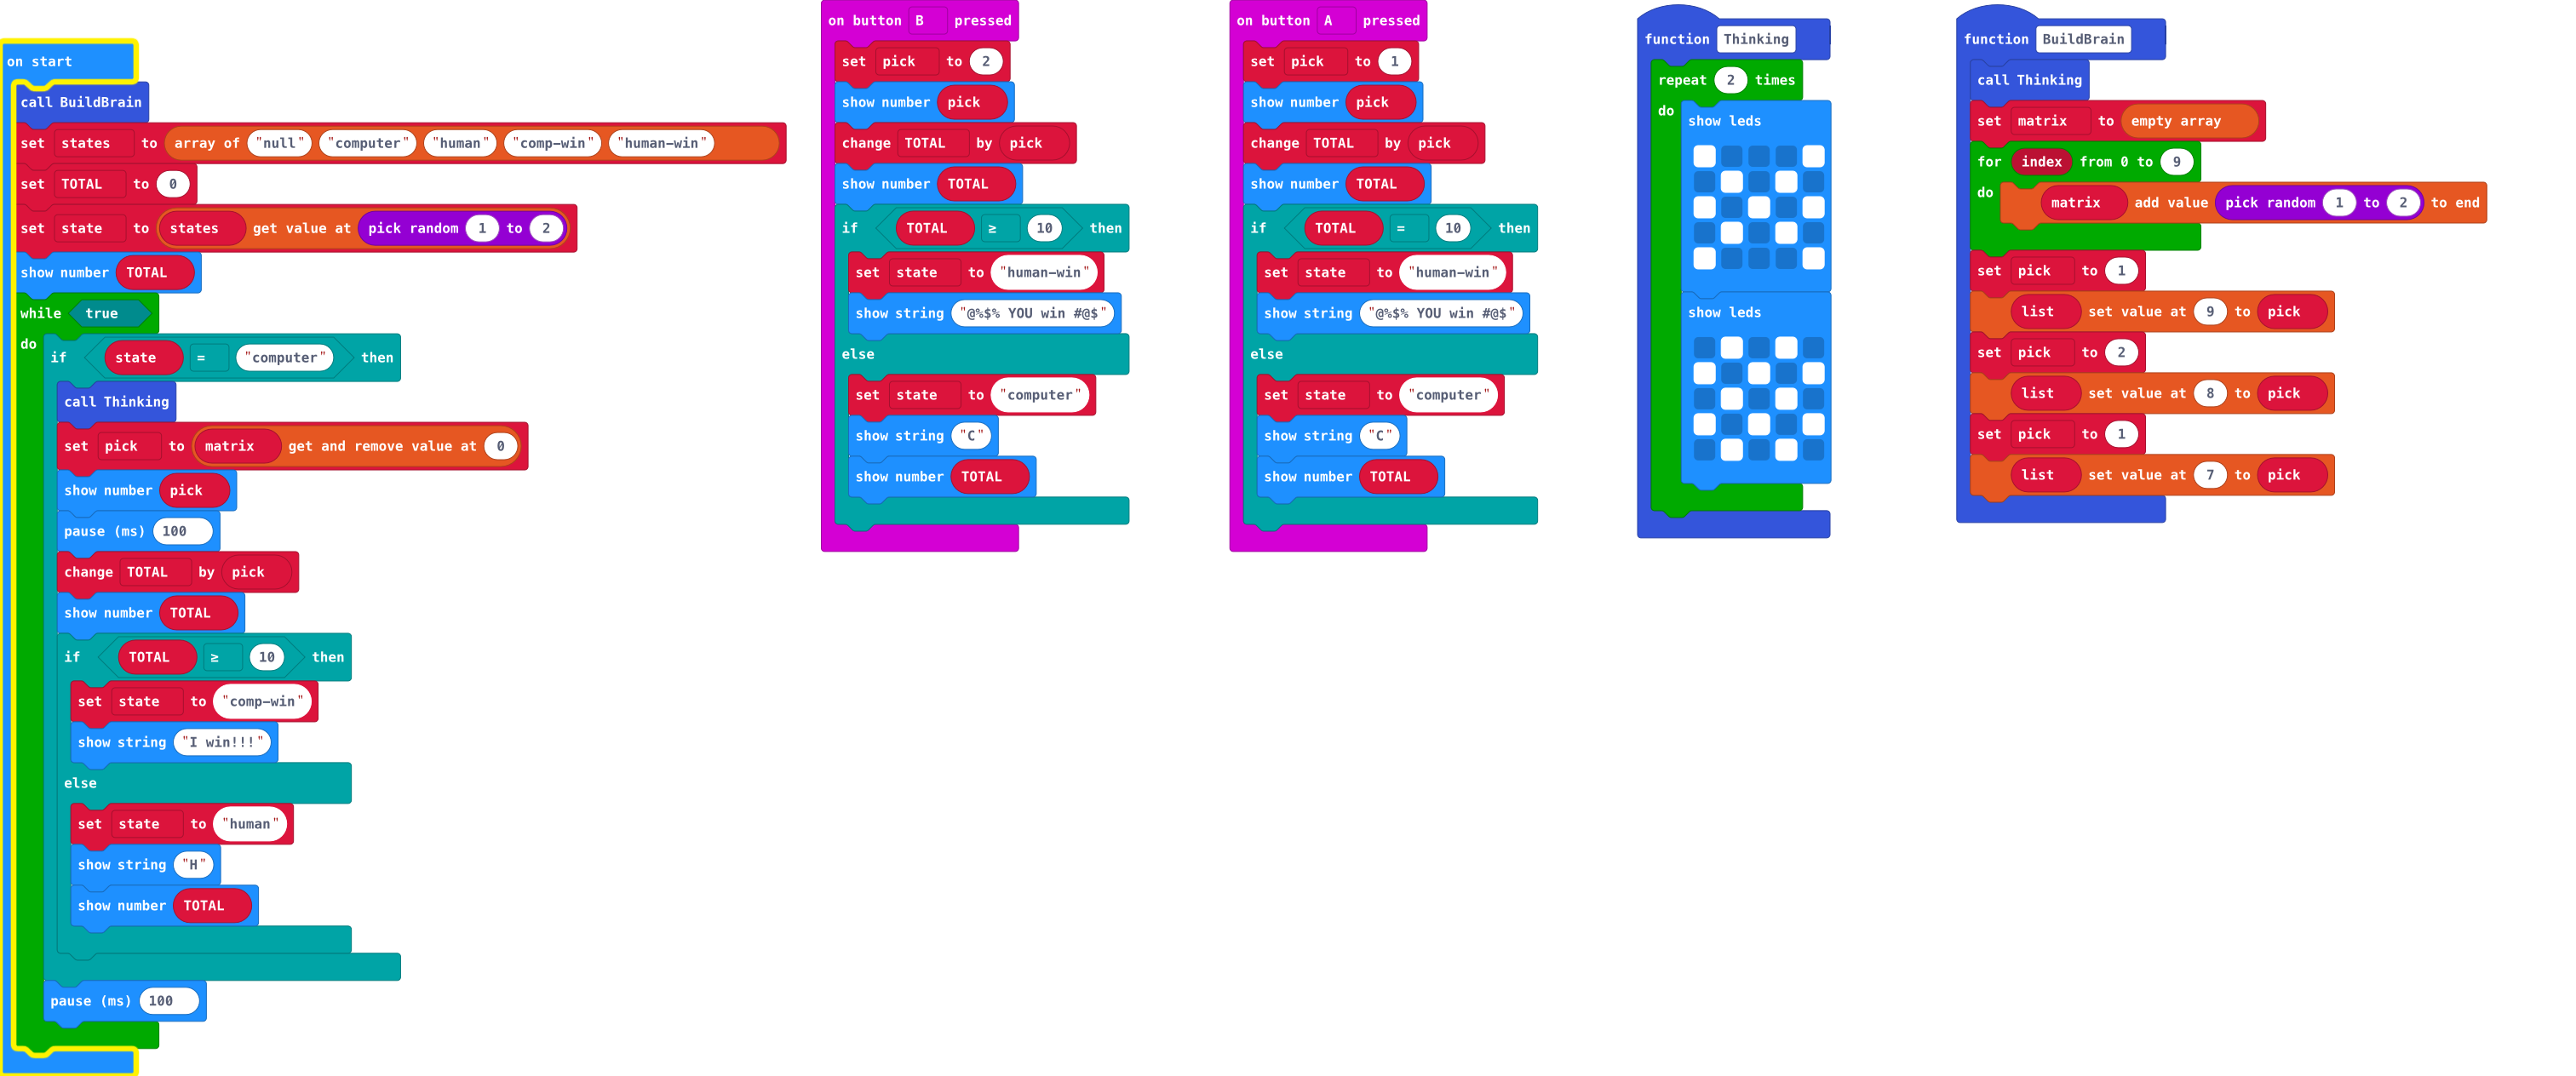 on start
call BuildBrain
set states to array of "null" "computer" "human" "comp-win" "human-win"
set TOTAL to 0
set state to states get value at pick random 1 to 2
show number TOTAL
while true
do
if state = "computer" then
call Thinking
set pick to matrix get and remove value at 0
show number pick
pause (ms) 100
change TOTAL by pick
show number TOTAL
if TOTAL ≥ 10 then
set state to "comp-win"
show string "I win!!!"
else
set state to "human"
show string "H"
show number TOTAL
pause (ms) 100
on button B pressed
set pick to 2
show number pick
change TOTAL by pick
show number TOTAL
if TOTAL ≥ 10 then
set state to "human-win"
show string "@%$% YOU win #@$"
else
set state to "computer"
show string "C"
show number TOTAL
on button A pressed
set pick to 1
show number pick
change TOTAL by pick
show number TOTAL
if TOTAL = 10 then
set state to "human-win"
show string "@%$% YOU win #@$"
else
set state to "computer"
show string "C"
show number TOTAL
function Thinking
repeat 2 times
do
show leds
show leds
function BuildBrain
call Thinking
set matrix to empty array
for index from 0 to 9
do
matrix add value pick random 1 to 2 to end
set pick to 1
list set value at 9 to pick
set pick to 2
list set value at 8 to pick
set pick to 1
list set value at 7 to pick